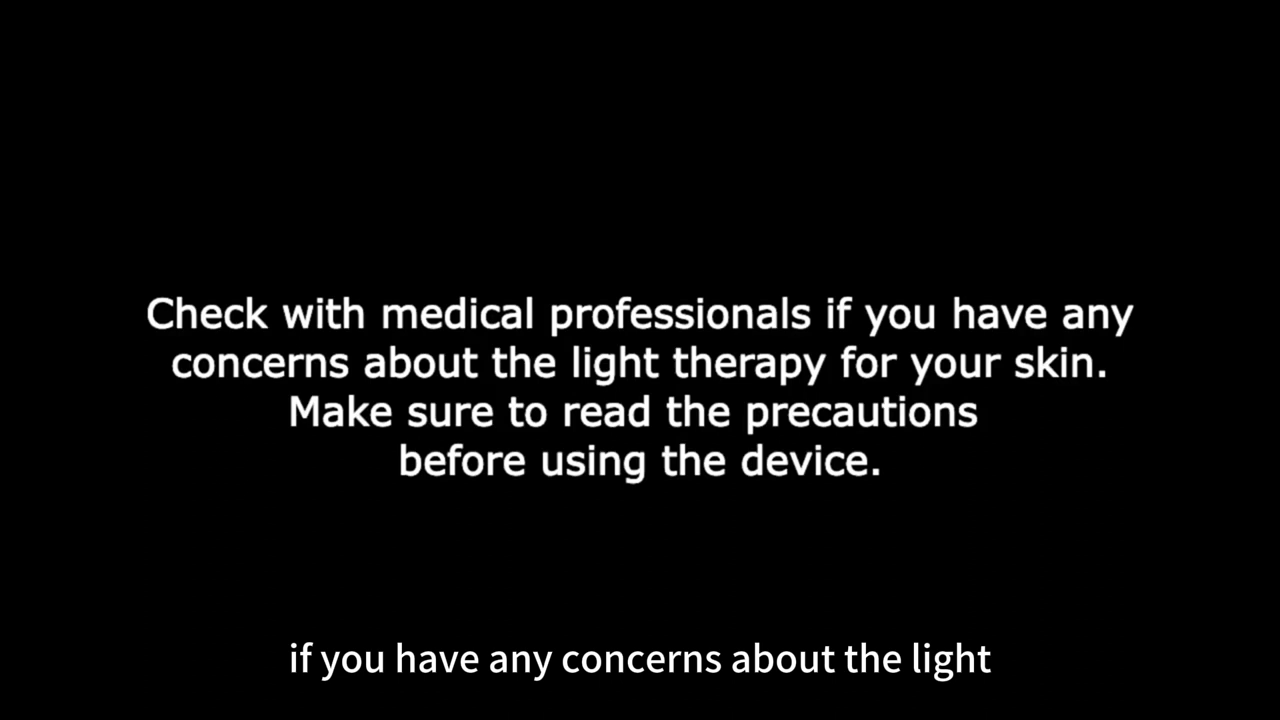 Check with medical professionals if you have any
concerns about the light therapy for your skin.
Make sure to read the precautions
before using the device.
if you have any concerns about the light